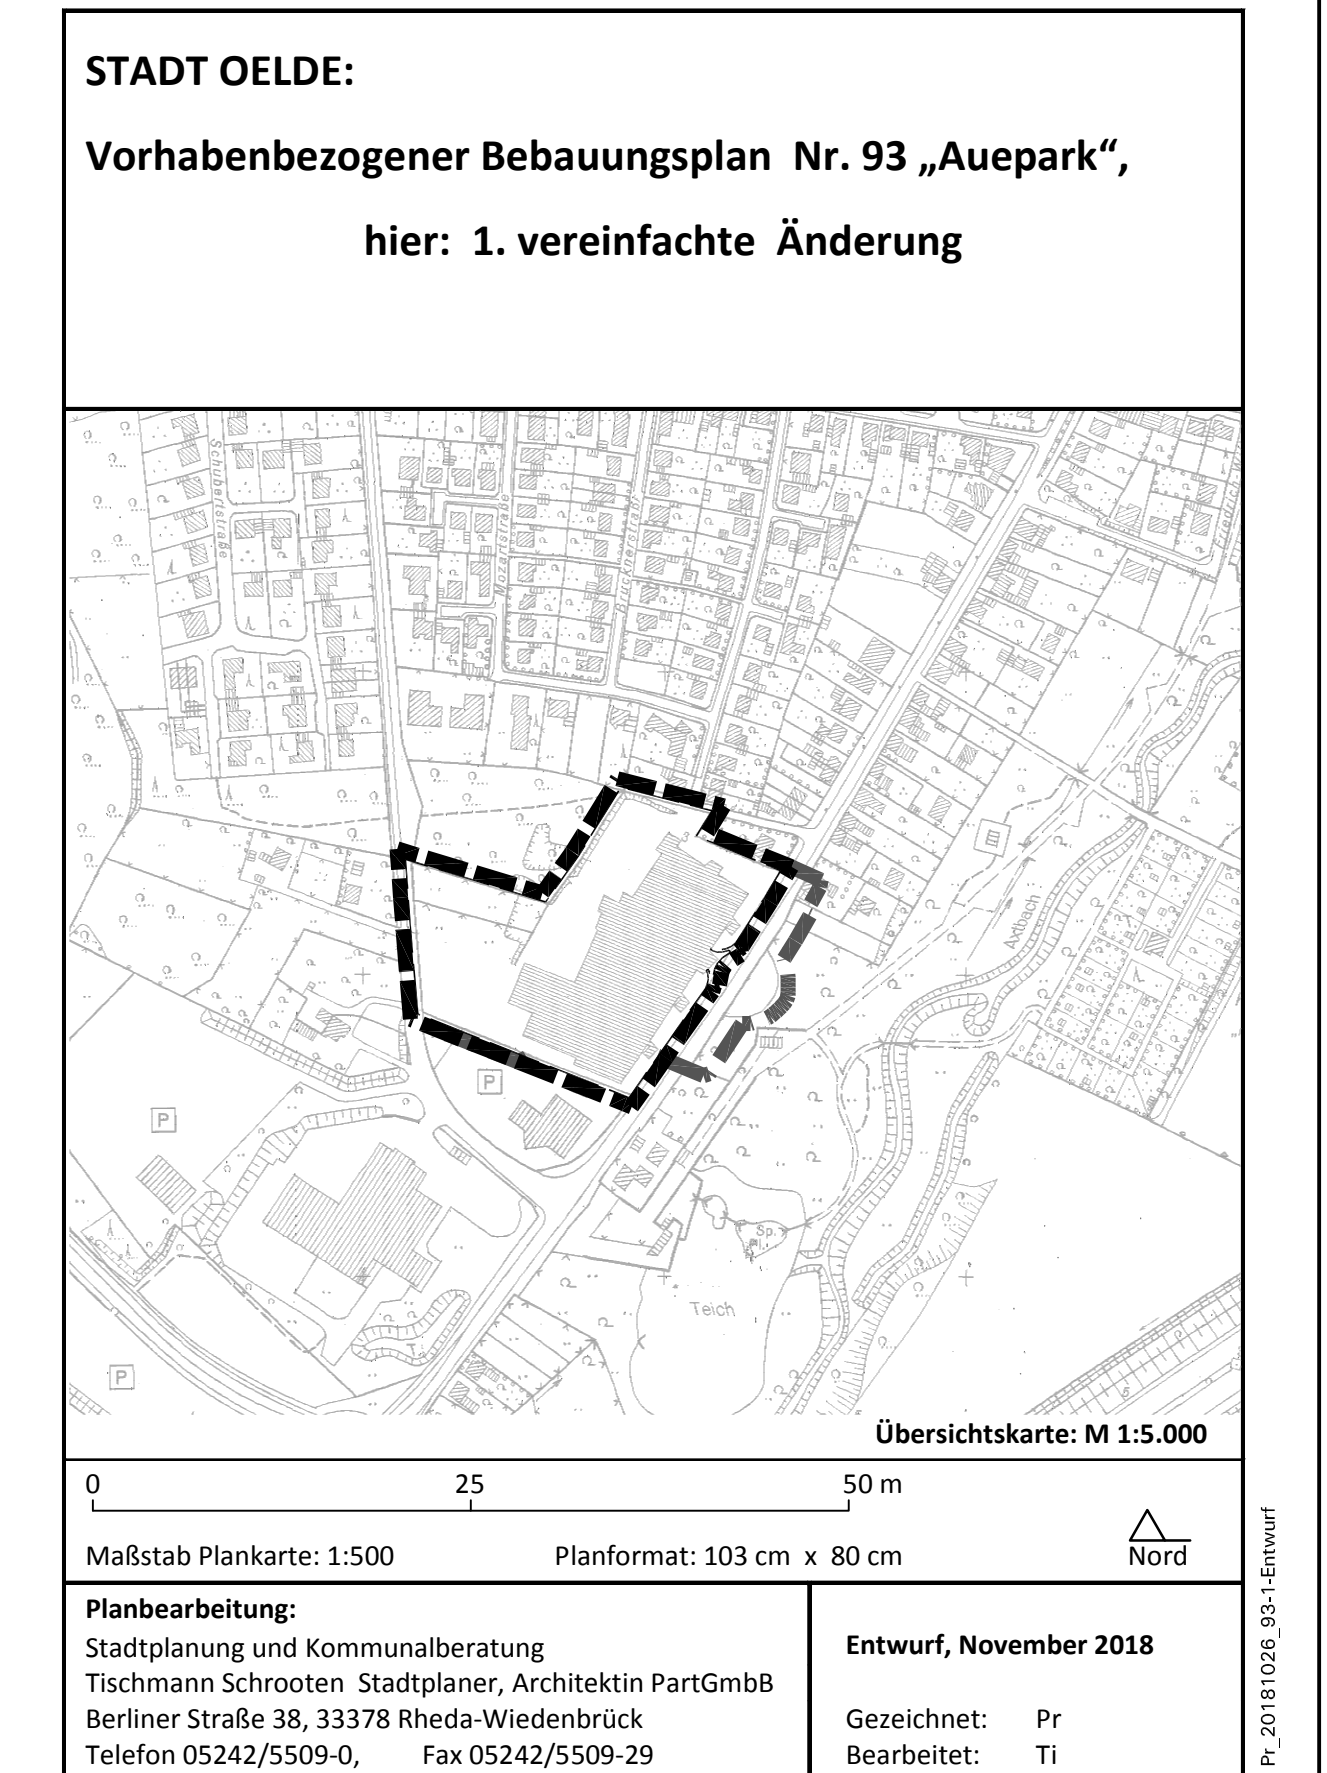 STADT OELDE:
Vorhabenbezogener Bebauungsplan Nr. 93 „Auepark“,
hier: 1. vereinfachte Änderung
Schubertstraße
Mozartstraße
Brucknerstraße
Friedrich
Axtbach
P
P
P
Sp.
Pl.
Teich
Übersichtskarte: M 1:5.000
0 25 50 m
Maßstab Plankarte: 1:500 Planformat: 103 cm x 80 cm
Nord
Planbearbeitung:
Stadtplanung und Kommunalberatung
Tischmann Schrooten Stadtplaner, Architektin PartGmbB
Berliner Straße 38, 33378 Rheda-Wiedenbrück
Telefon 05242/5509-0, Fax 05242/5509-29
Entwurf, November 2018
Gezeichnet: Pr
Bearbeitet: Ti
Pr_20181026_93-1-Entwurf